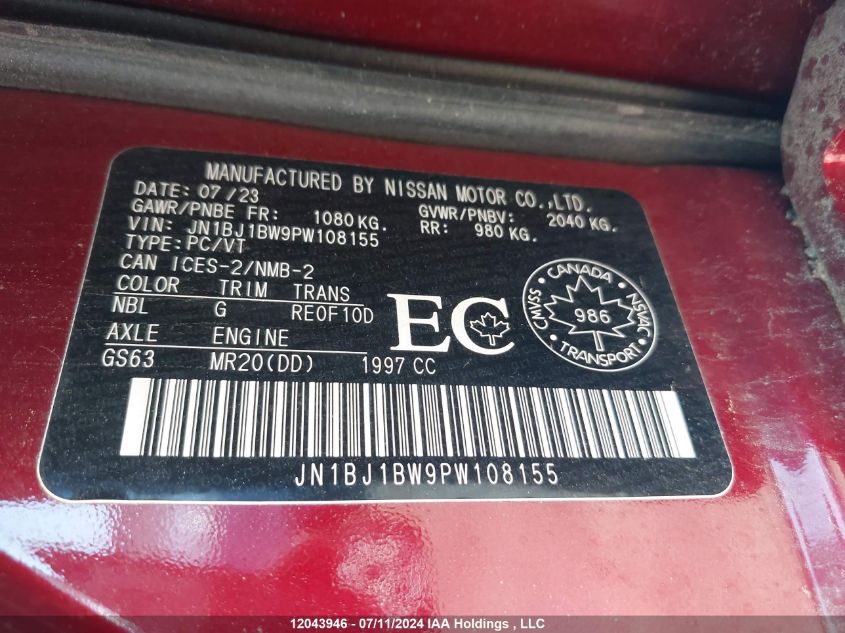 MANUFACTURED BY NISSAN MOTOR CO.,LTD.
DATE: 07/23
GAWR/PNBE FR: 1080 KG. GVWR/PNBV: 2040 KG.
VIN: JN1BJ1BW9PW108155 RR: 980 KG.
TYPE: PC/VT
CAN ICES-2/NMB-2
COLOR TRIM TRANS
NBL G RE0F10D
AXLE ENGINE
GS63 MR20(DD) 1997 CC
EC
CANADA
CMVSS 986 NSVAC
TRANSPORT
JN1BJ1BW9PW108155
12043946 - 07/11/2024 IAA Holdings , LLC